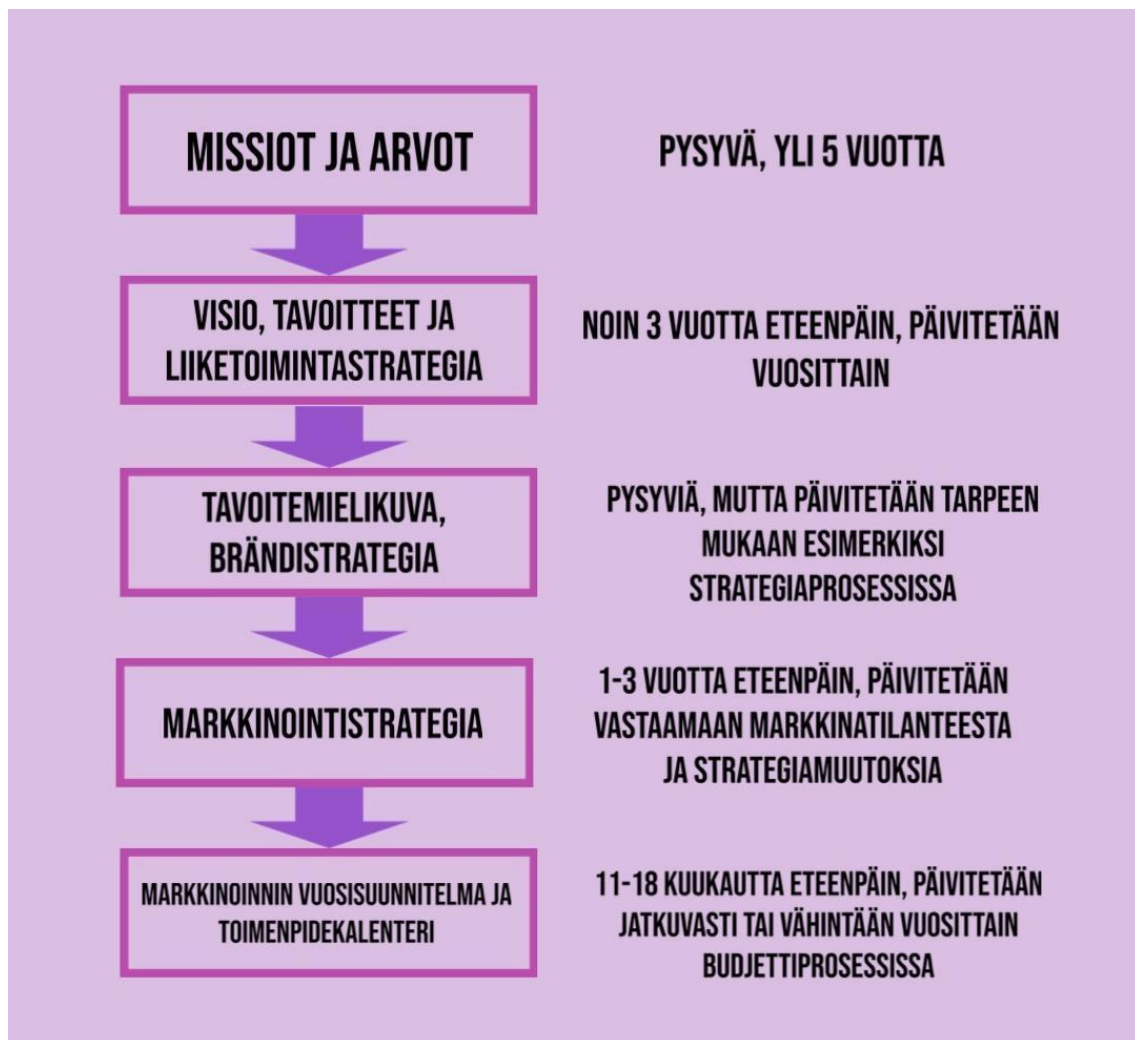 MISSIOT JA ARVOT
PYSYVÄ, YLI 5 VUOTTA
VISIO, TAVOITTEET JA
LIIKETOIMINTASTRATEGIA
NOIN 3 VUOTTA ETEENPÄIN, PÄIVITETÄÄN
VUOSITTAIN
TAVOITEMIELIKUVA,
BRÄNDISTRATEGIA
PYSYVIÄ, MUTTA PÄIVITETÄÄN TARPEEN
MUKAAN ESIMERKIKSI
STRATEGIAPROSESSISSA
MARKKINOINTISTRATEGIA
1-3 VUOTTA ETEENPÄIN, PÄIVITETÄÄN
VASTAAMAAN MARKKINATILANTEESTA
JA STRATEGIAMUUTOKSIA
MARKKINOINNIN VUOSISUUNNITELMA JA
TOIMENPIDEKALENTERI
11-18 KUUKAUTTA ETEENPÄIN, PÄIVITETÄÄN
JATKUVASTI TAI VÄHINTÄÄN VUOSITTAIN
BUDJETTIPROSESSISSA